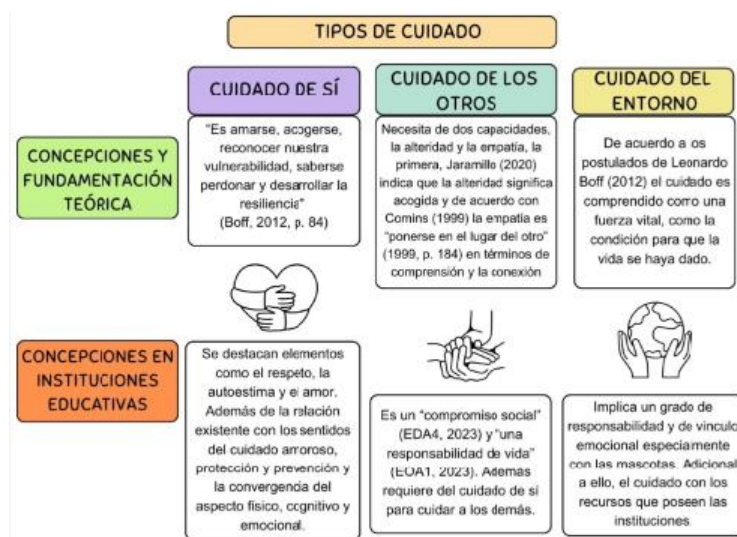 TIPOS DE CUIDADO
CUIDADO DE SÍ
CUIDADO DE LOS
OTROS
CUIDADO DEL
ENTORNO
CONCEPCIONES Y
FUNDAMENTACIÓN
TEÓRICA
"Es amarse, acogerse,
reconocer nuestra
vulnerabilidad, saberse
perdonar y desarrollar la
resiliencia"
(Boff, 2012, p. 84)
Necesita de dos capacidades,
la alteridad y la empatía, la
primera, Jaramillo (2020)
indica que la alteridad significa
acogida y de acuerdo con
Comins (1999) la empatía es
"ponerse en el lugar del otro"
(1999, p. 184) en términos de
comprensión y la conexión
De acuerdo a os
postulados de Leonardo
Boff (2012) el cuidado es
comprendido como una
fuerza vital, como la
condición para que la
vida se haya dado.
CONCEPCIONES EN
INSTITUCIONES
EDUCATIVAS
Se destacan elementos
como el respeto, la
autoestima y el amor.
Además de la relación
existente con los sentidos
del cuidado amoroso,
protección y prevención y
la convergencia del
aspecto físico, cognitivo y
emocional.
Es un "compromiso social"
(EDA4, 2023) y "una
responsabilidad de vida"
(EOA1, 2023). Además
requiere del cuidado de sí
para cuidar a los demás.
Implica un grado de
responsabilidad y de vinculo
emocional especialmente
con las mascotas. Adicional
a ello, el cuidado con los
recursos que poseen las
instituciones